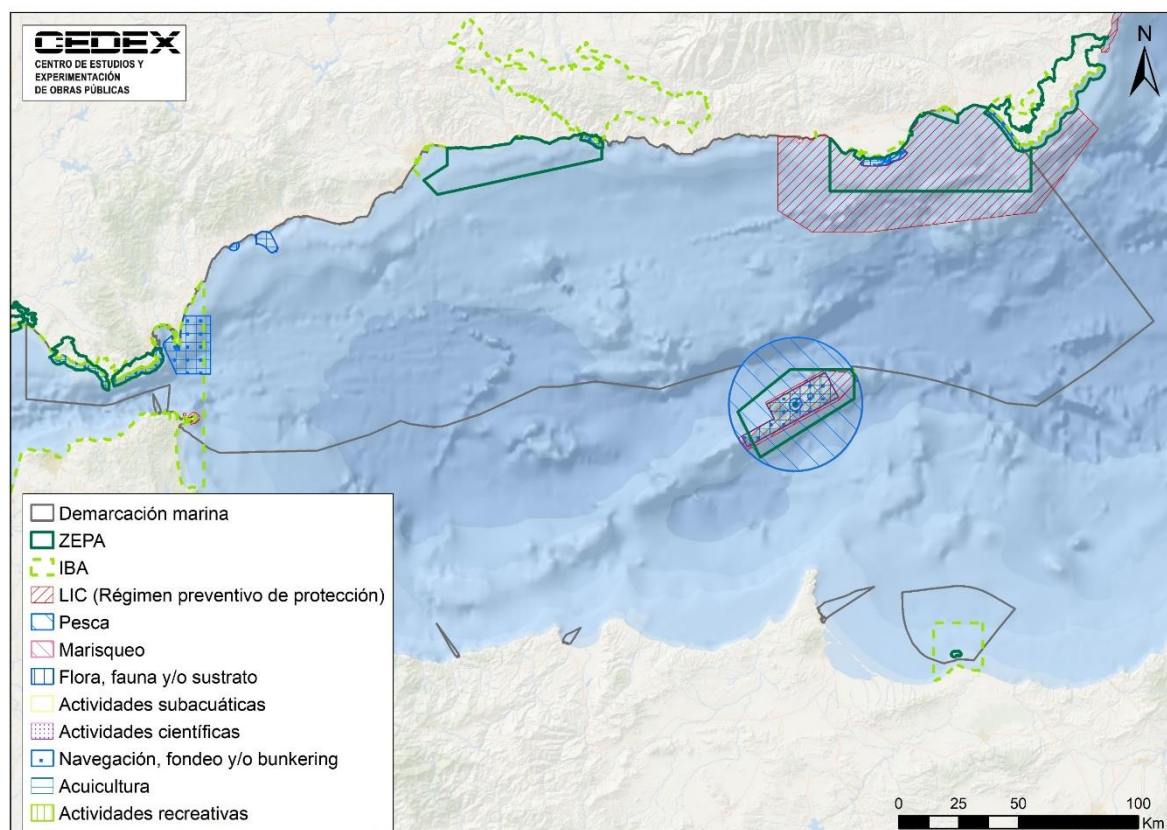 CEDEX
CENTRO DE ESTUDIOS Y
EXPERIMENTACIÓN
DE OBRAS PÚBLICAS
N
Demarcación marina
ZEPA
IBA
LIC (Régimen preventivo de protección)
Pesca
Marisqueo
Flora, fauna y/o sustrato
Actividades subacuáticas
Actividades científicas
Navegación, fondeo y/o bunkering
Acuicultura
Actividades recreativas
0 25 50 100
Km